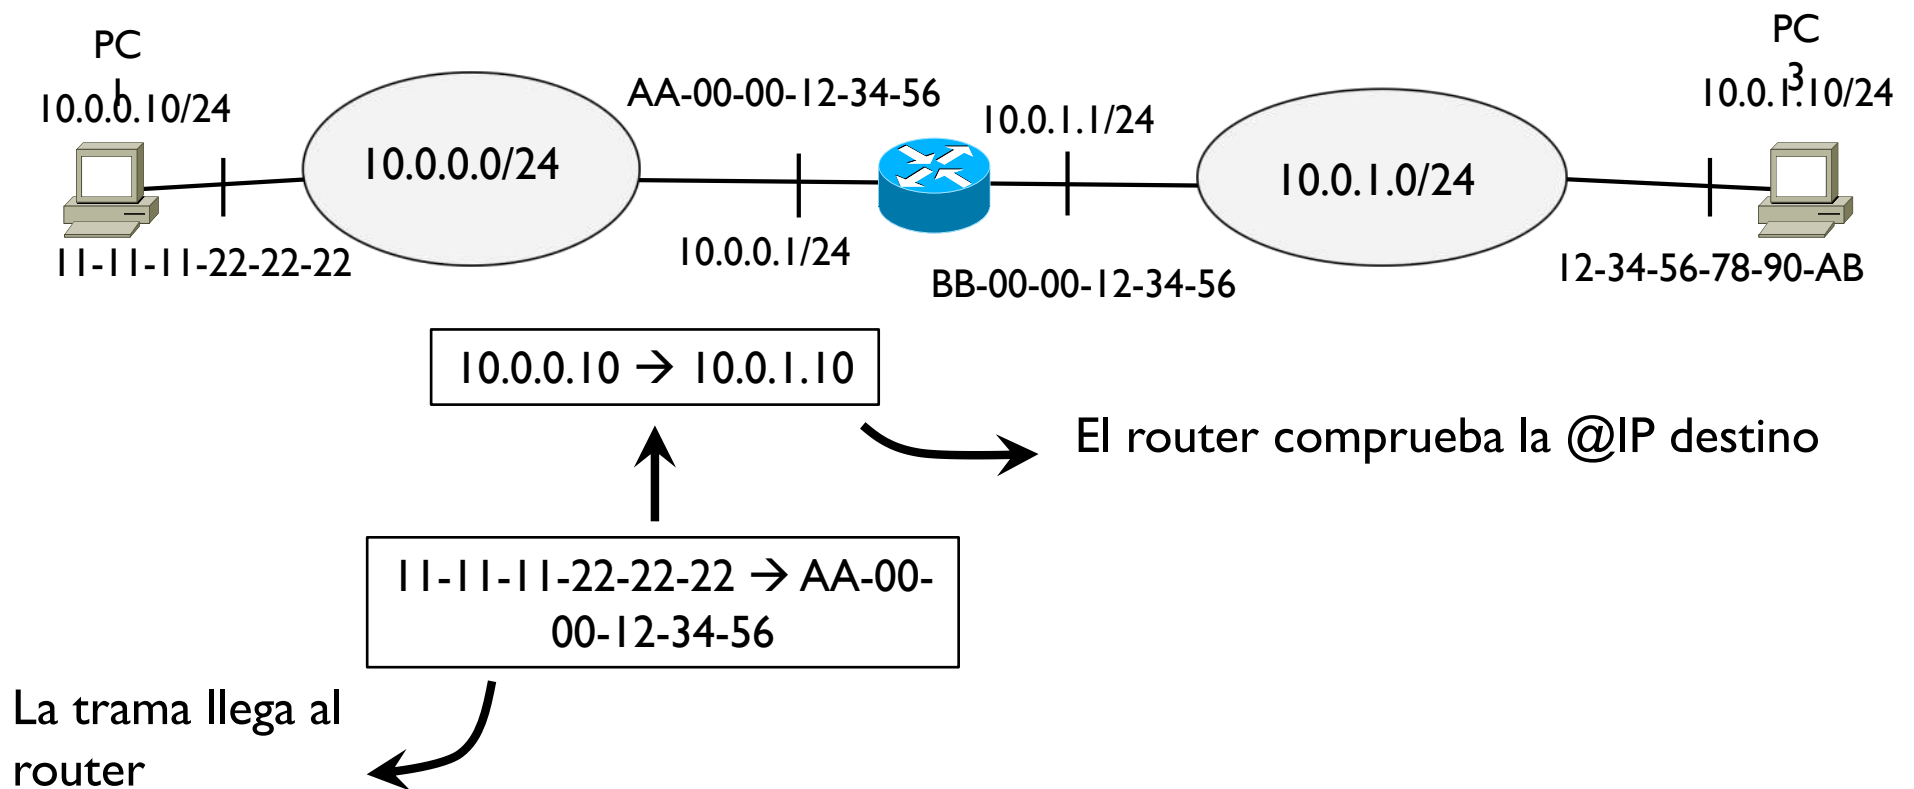 PC
1
10.0.0.10/24
11-11-11-22-22-22
10.0.0.0/24
AA-00-00-12-34-56
10.0.0.1/24
10.0.1.1/24
BB-00-00-12-34-56
10.0.1.0/24
PC
3
10.0.1.10/24
12-34-56-78-90-AB
10.0.0.10 → 10.0.1.10
El router comprueba la @IP destino
11-11-11-22-22-22 → AA-00-
00-12-34-56
La trama llega al
router